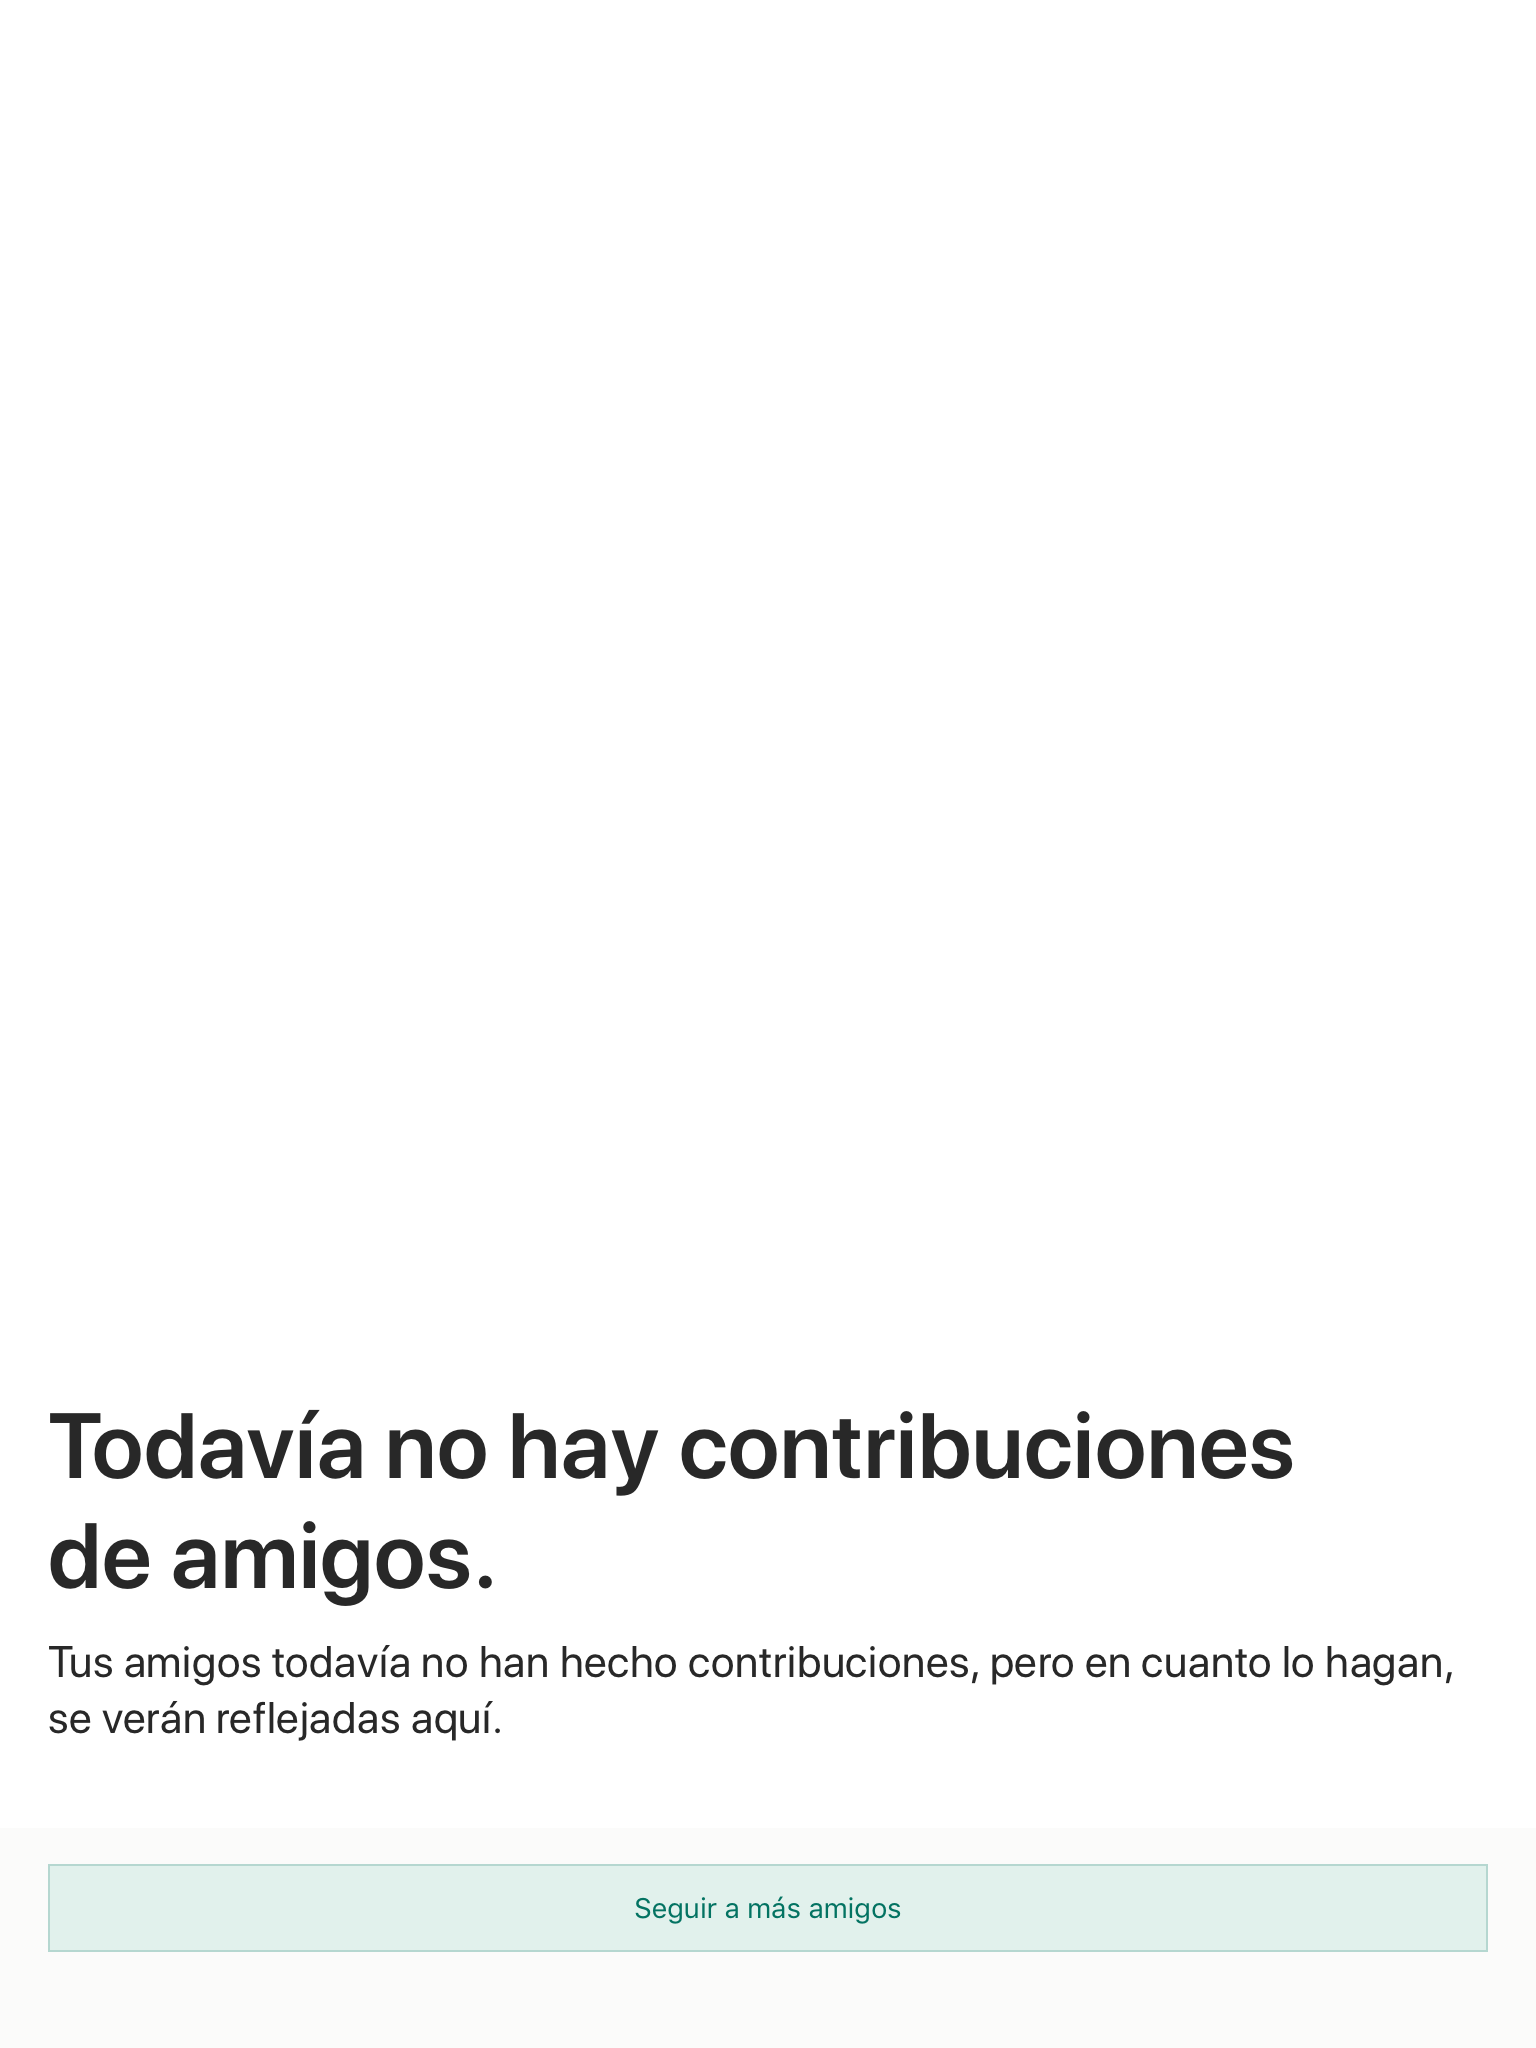 Todavía no hay contribuciones
de amigos.
Tus amigos todavía no han hecho contribuciones, pero en cuanto lo hagan,
se verán reflejadas aquí.
Seguir a más amigos